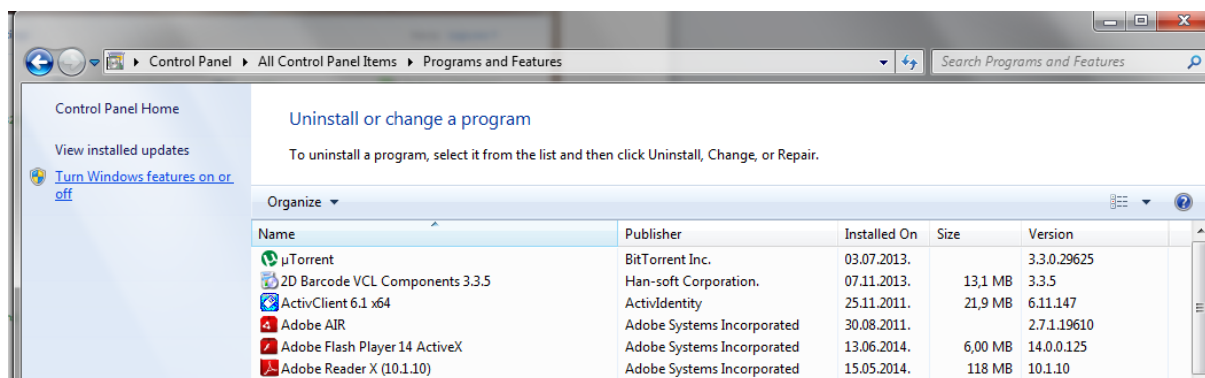 Control Panel ▸ All Control Panel Items ▸ Programs and Features
Search Programs and Features
Control Panel Home
View installed updates
Turn Windows features on or
off
Uninstall or change a program
To uninstall a program, select it from the list and then click Uninstall, Change, or Repair.
Organize
Name Publisher Installed On Size Version
µTorrent BitTorrent Inc. 03.07.2013. 3.3.0.29625
2D Barcode VCL Components 3.3.5 Han-soft Corporation. 07.11.2013. 13,1 MB 3.3.5
ActivClient 6.1 x64 ActivIdentity 25.11.2011. 21,9 MB 6.11.147
Adobe AIR Adobe Systems Incorporated 30.08.2011. 2.7.1.19610
Adobe Flash Player 14 ActiveX Adobe Systems Incorporated 13.06.2014. 6,00 MB 14.0.0.125
Adobe Reader X (10.1.10) Adobe Systems Incorporated 15.05.2014. 118 MB 10.1.10